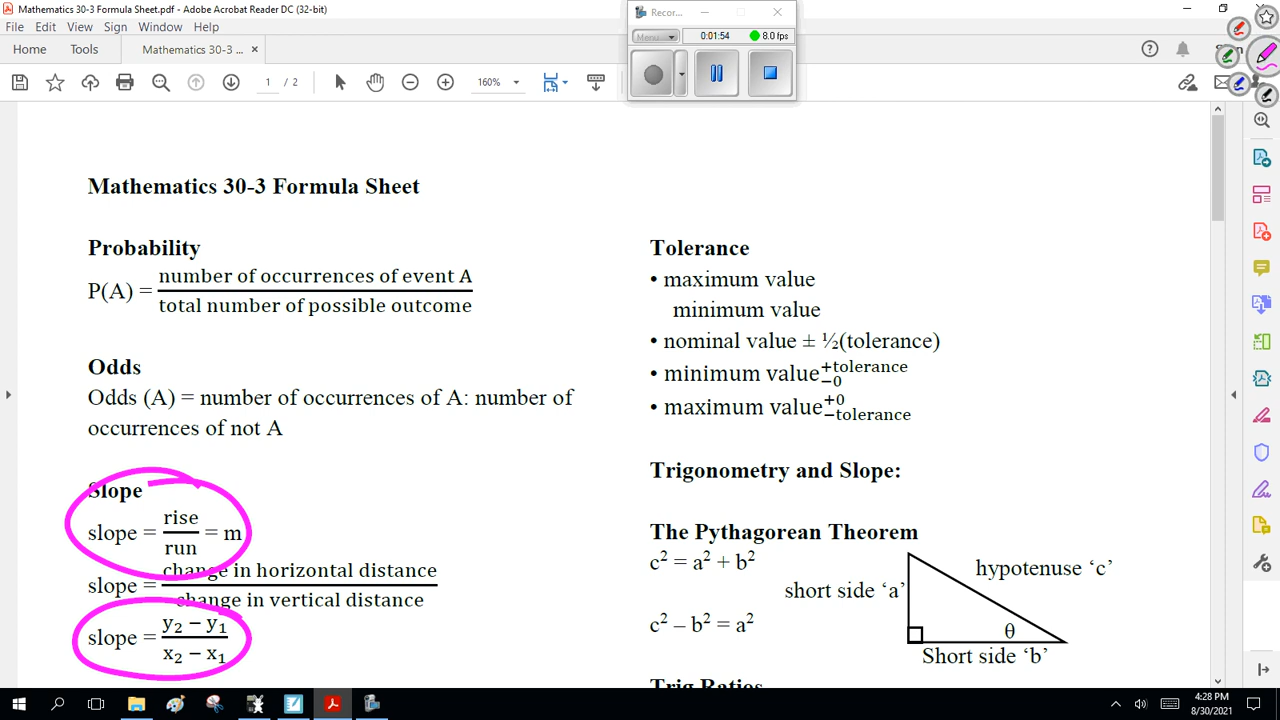 Mathematics 30-3 Formula Sheet.pdf - Adobe Acrobat Reader DC (32-bit)
File Edit View Sign Window Help
Home Tools Mathematics 30-3 ... ×
1 / 2 160%
Recor...
Menu 0:01:54 8.0 fps
Mathematics 30-3 Formula Sheet
Probability
P(A) = number of occurrences of event A / total number of possible outcome
Odds
Odds (A) = number of occurrences of A: number of
occurrences of not A
Slope
slope = rise / run = m
slope = change in horizontal distance / change in vertical distance
slope = y₂ − y₁ / x₂ − x₁
Tolerance
• maximum value
minimum value
• nominal value ± ½(tolerance)
• minimum value +tolerance −0
• maximum value +0 −tolerance
Trigonometry and Slope:
The Pythagorean Theorem
c² = a² + b²
short side ‘a’
hypotenuse ‘c’
c² – b² = a²
θ
Short side ‘b’
Trig Ratios
4:28 PM
8/30/2021